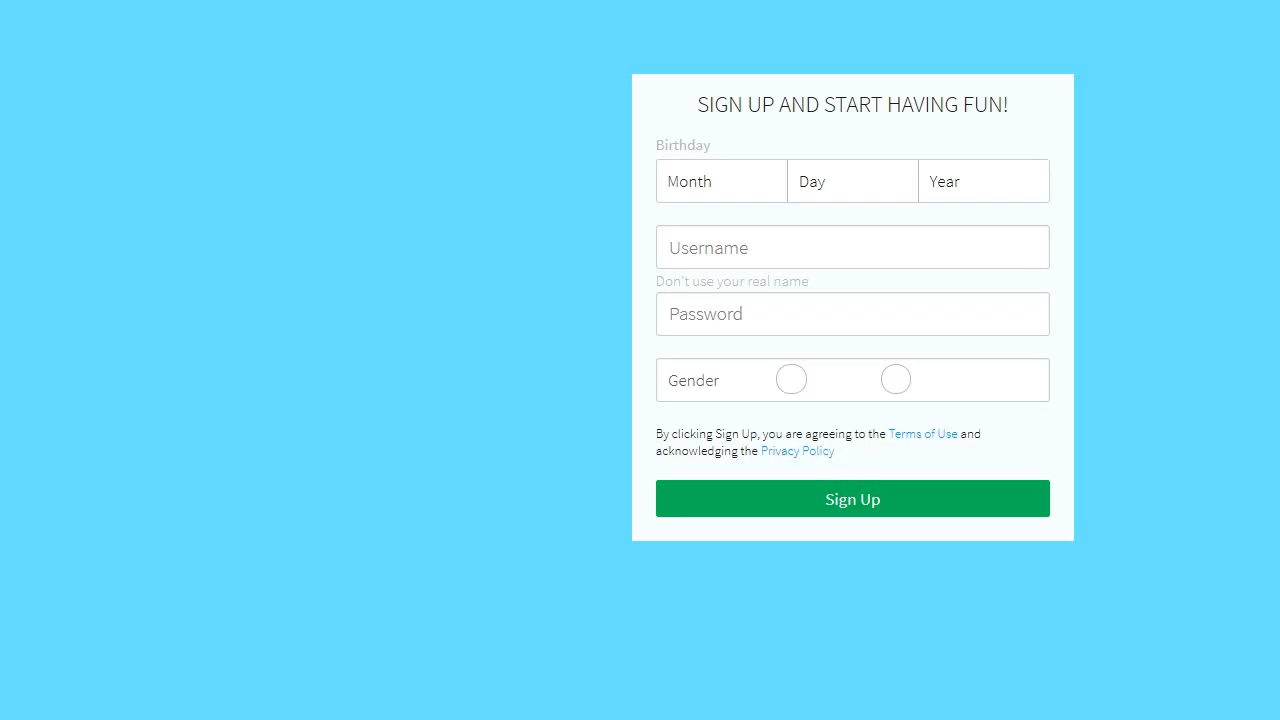 SIGN UP AND START HAVING FUN!
Birthday
Month Day Year
Username
Don't use your real name
Password
Gender
By clicking Sign Up, you are agreeing to the Terms of Use and
acknowledging the Privacy Policy
Sign Up